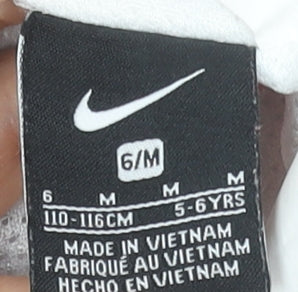 6/M
6 M M M
110-116CM 5-6YRS
MADE IN VIETNAM
FABRIQUÉ AU VIETNAM
HECHO EN VIETNAM